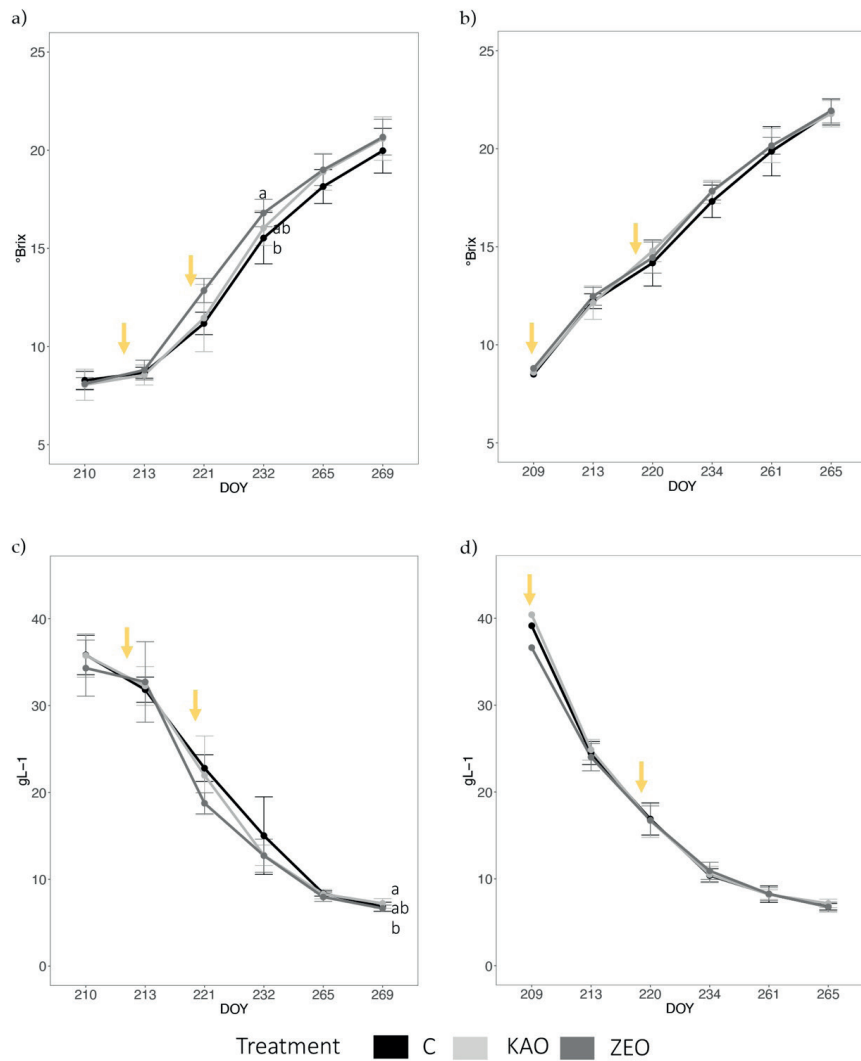 a)
25
20
15
10
5
°Brix
a
ab
b
210 213 221 232 265 269
DOY
b)
25
20
15
10
5
°Brix
209 213 220 234 261 265
DOY
c)
40
30
20
10
0
gL−1
a
ab
b
210 213 221 232 265 269
DOY
d)
40
30
20
10
0
gL−1
209 213 220 234 261 265
DOY
Treatment C KAO ZEO